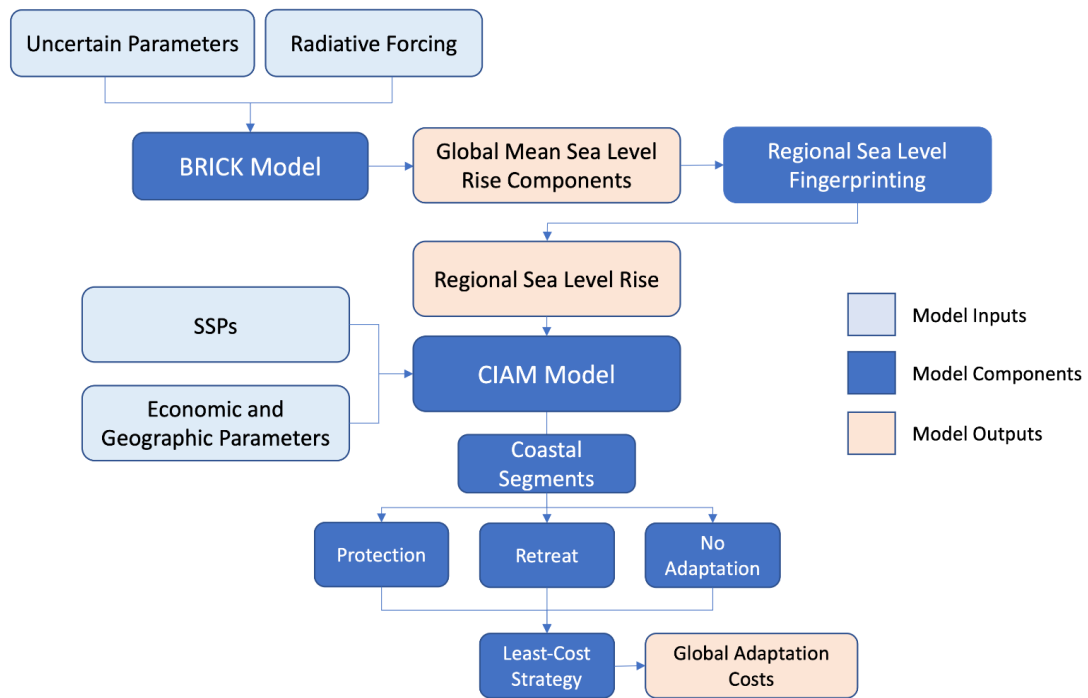 Uncertain Parameters
Radiative Forcing
BRICK Model
Global Mean Sea Level
Rise Components
Regional Sea Level
Fingerprinting
Regional Sea Level Rise
SSPs
Economic and
Geographic Parameters
CIAM Model
Model Inputs
Model Components
Model Outputs
Coastal
Segments
Protection
Retreat
No
Adaptation
Least-Cost
Strategy
Global Adaptation
Costs